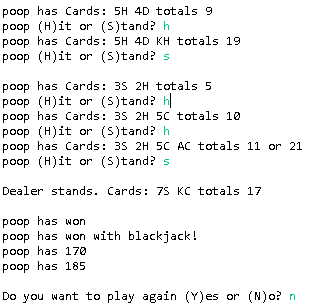 poop has Cards: 5H 4D totals 9
poop (H)it or (S)tand? h
poop has Cards: 5H 4D KH totals 19
poop (H)it or (S)tand? s
poop has Cards: 3S 2H totals 5
poop (H)it or (S)tand? h
poop has Cards: 3S 2H 5C totals 10
poop (H)it or (S)tand? h
poop has Cards: 3S 2H 5C AC totals 11 or 21
poop (H)it or (S)tand? s
Dealer stands. Cards: 7S KC totals 17
poop has won
poop has won with blackjack!
poop has 170
poop has 185
Do you want to play again (Y)es or (N)o? n